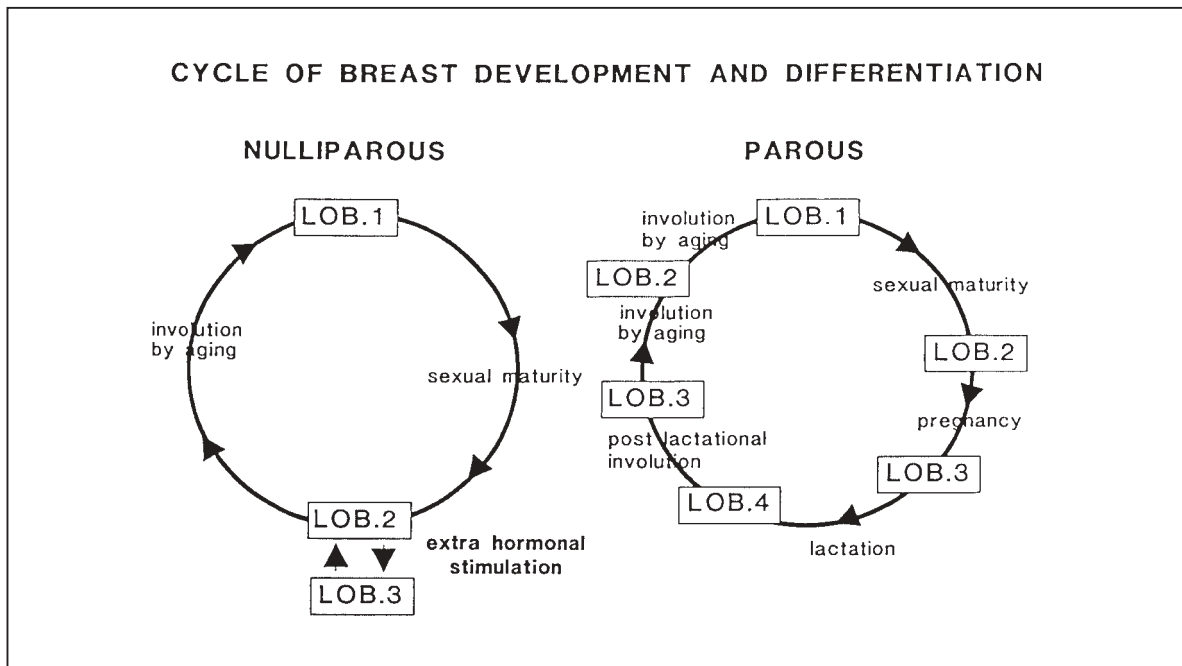 CYCLE OF BREAST DEVELOPMENT AND DIFFERENTIATION
NULLIPAROUS
LOB.1
involution
by aging
sexual maturity
LOB.2
extra hormonal
stimulation
LOB.3
PAROUS
LOB.1
involution
by aging
sexual maturity
LOB.2
involution
by aging
LOB.2
LOB.3
pregnancy
post lactational
involution
LOB.3
LOB.4
lactation